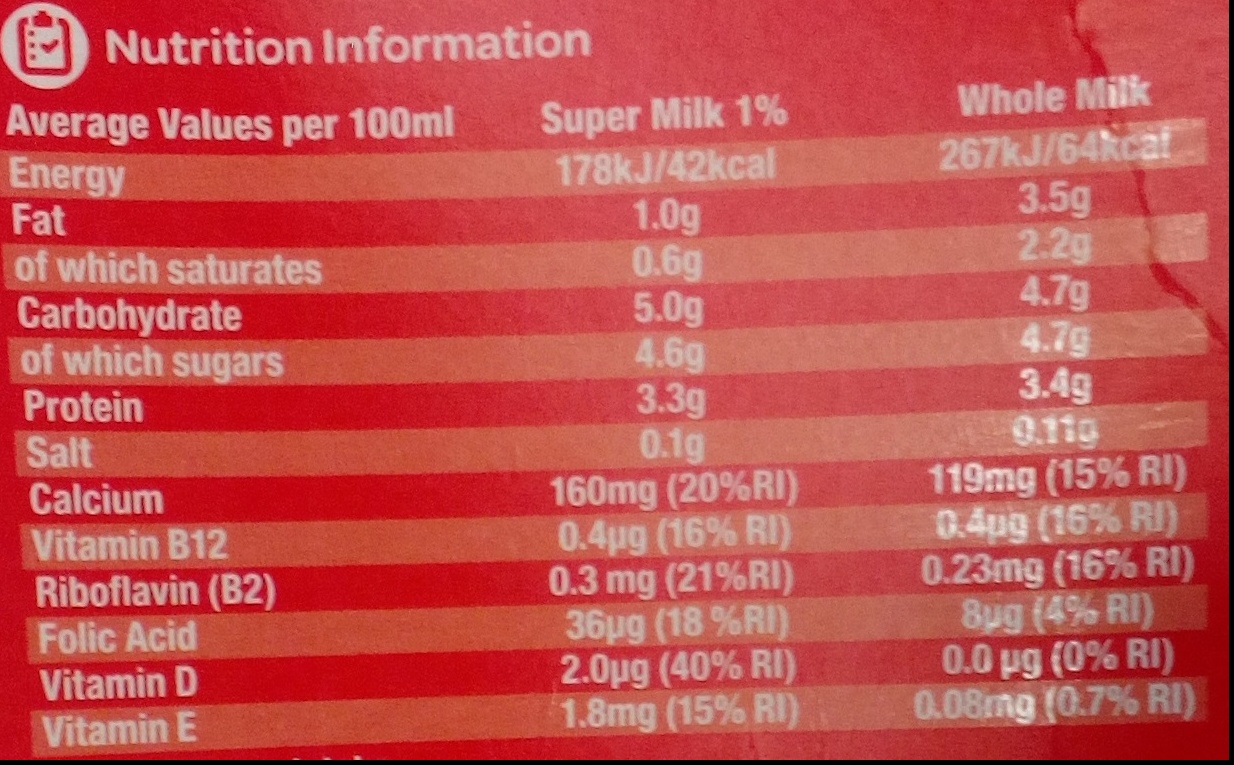 Nutrition Information
Average Values per 100ml Super Milk 1% Whole Milk
Energy 178kJ/42kcal 267kJ/64kcal
Fat 1.0g 3.5g
of which saturates 0.6g 2.2g
Carbohydrate 5.0g 4.7g
of which sugars 4.6g 4.7g
Protein 3.3g 3.4g
Salt 0.1g 0.11g
Calcium 160mg (20%RI) 119mg (15% RI)
Vitamin B12 0.4µg (16% RI) 0.4µg (16% RI)
Riboflavin (B2) 0.3 mg (21%RI) 0.23mg (16% RI)
Folic Acid 36µg (18 %RI) 8µg (4% RI)
Vitamin D 2.0µg (40% RI) 0.0 µg (0% RI)
Vitamin E 1.8mg (15% RI) 0.08mg (0.7% RI)